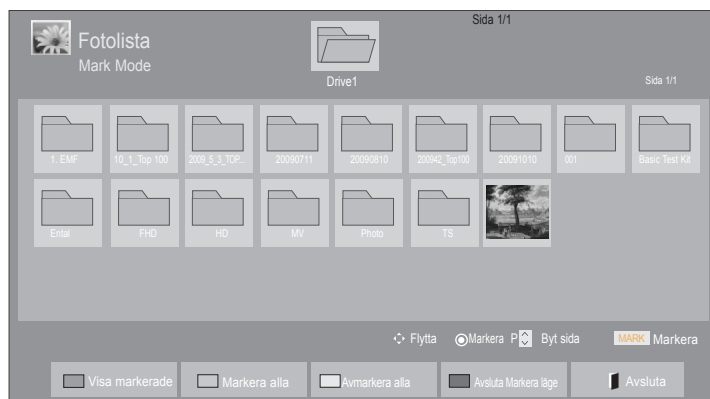 Sida 1/1
Fotolista
Mark Mode
Drive1
Sida 1/1
1. EMF 10_1_Top 100 2009_5_3_TOP... 20090711 20090810 200942_Top100 20091010 001 Basic Test Kit
Ental FHD HD MV Photo TS
Flytta Markera P Byt sida MARK Markera
Visa markerade Markera alla Avmarkera alla Avsluta Markera läge Avsluta